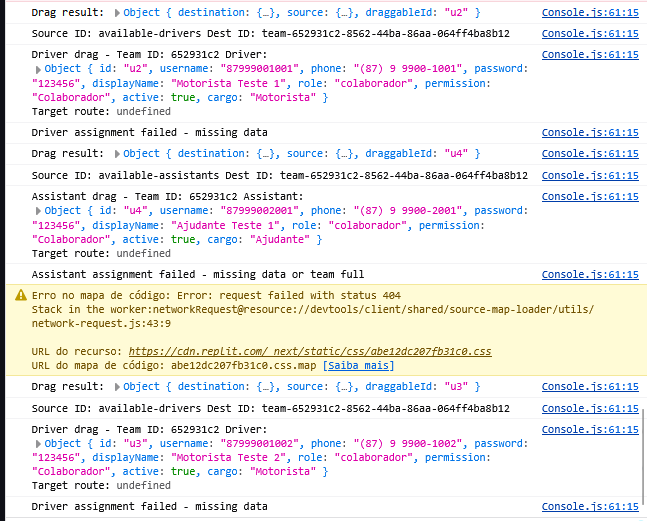 Drag result: ▶Object { destination: {…}, source: {…}, draggableId: "u2" } Console.js:61:15
Source ID: available-drivers Dest ID: team-652931c2-8562-44ba-86aa-064ff4ba8b12 Console.js:61:15
Driver drag - Team ID: 652931c2 Driver: Console.js:61:15
▶Object { id: "u2", username: "87999001001", phone: "(87) 9 9900-1001", password:
"123456", displayName: "Motorista Teste 1", role: "colaborador", permission:
"Colaborador", active: true, cargo: "Motorista" }
Target route: undefined
Driver assignment failed - missing data Console.js:61:15
Drag result: ▶Object { destination: {…}, source: {…}, draggableId: "u4" } Console.js:61:15
Source ID: available-assistants Dest ID: team-652931c2-8562-44ba-86aa-064ff4ba8b12 Console.js:61:15
Assistant drag - Team ID: 652931c2 Assistant: Console.js:61:15
▶Object { id: "u4", username: "87999002001", phone: "(87) 9 9900-2001", password:
"123456", displayName: "Ajudante Teste 1", role: "colaborador", permission:
"Colaborador", active: true, cargo: "Ajudante" }
Target route: undefined
Assistant assignment failed - missing data or team full Console.js:61:15
Erro no mapa de código: Error: request failed with status 404
Stack in the worker:networkRequest@resource://devtools/client/shared/source-map-loader/utils/
network-request.js:43:9
URL do recurso: https://cdn.replit.com/_next/static/css/abe12dc207fb31c0.css
URL do mapa de código: abe12dc207fb31c0.css.map [Saiba mais]
Drag result: ▶Object { destination: {…}, source: {…}, draggableId: "u3" } Console.js:61:15
Source ID: available-drivers Dest ID: team-652931c2-8562-44ba-86aa-064ff4ba8b12 Console.js:61:15
Driver drag - Team ID: 652931c2 Driver: Console.js:61:15
▶Object { id: "u3", username: "87999001002", phone: "(87) 9 9900-1002", password:
"123456", displayName: "Motorista Teste 2", role: "colaborador", permission:
"Colaborador", active: true, cargo: "Motorista" }
Target route: undefined
Driver assignment failed - missing data Console.js:61:15